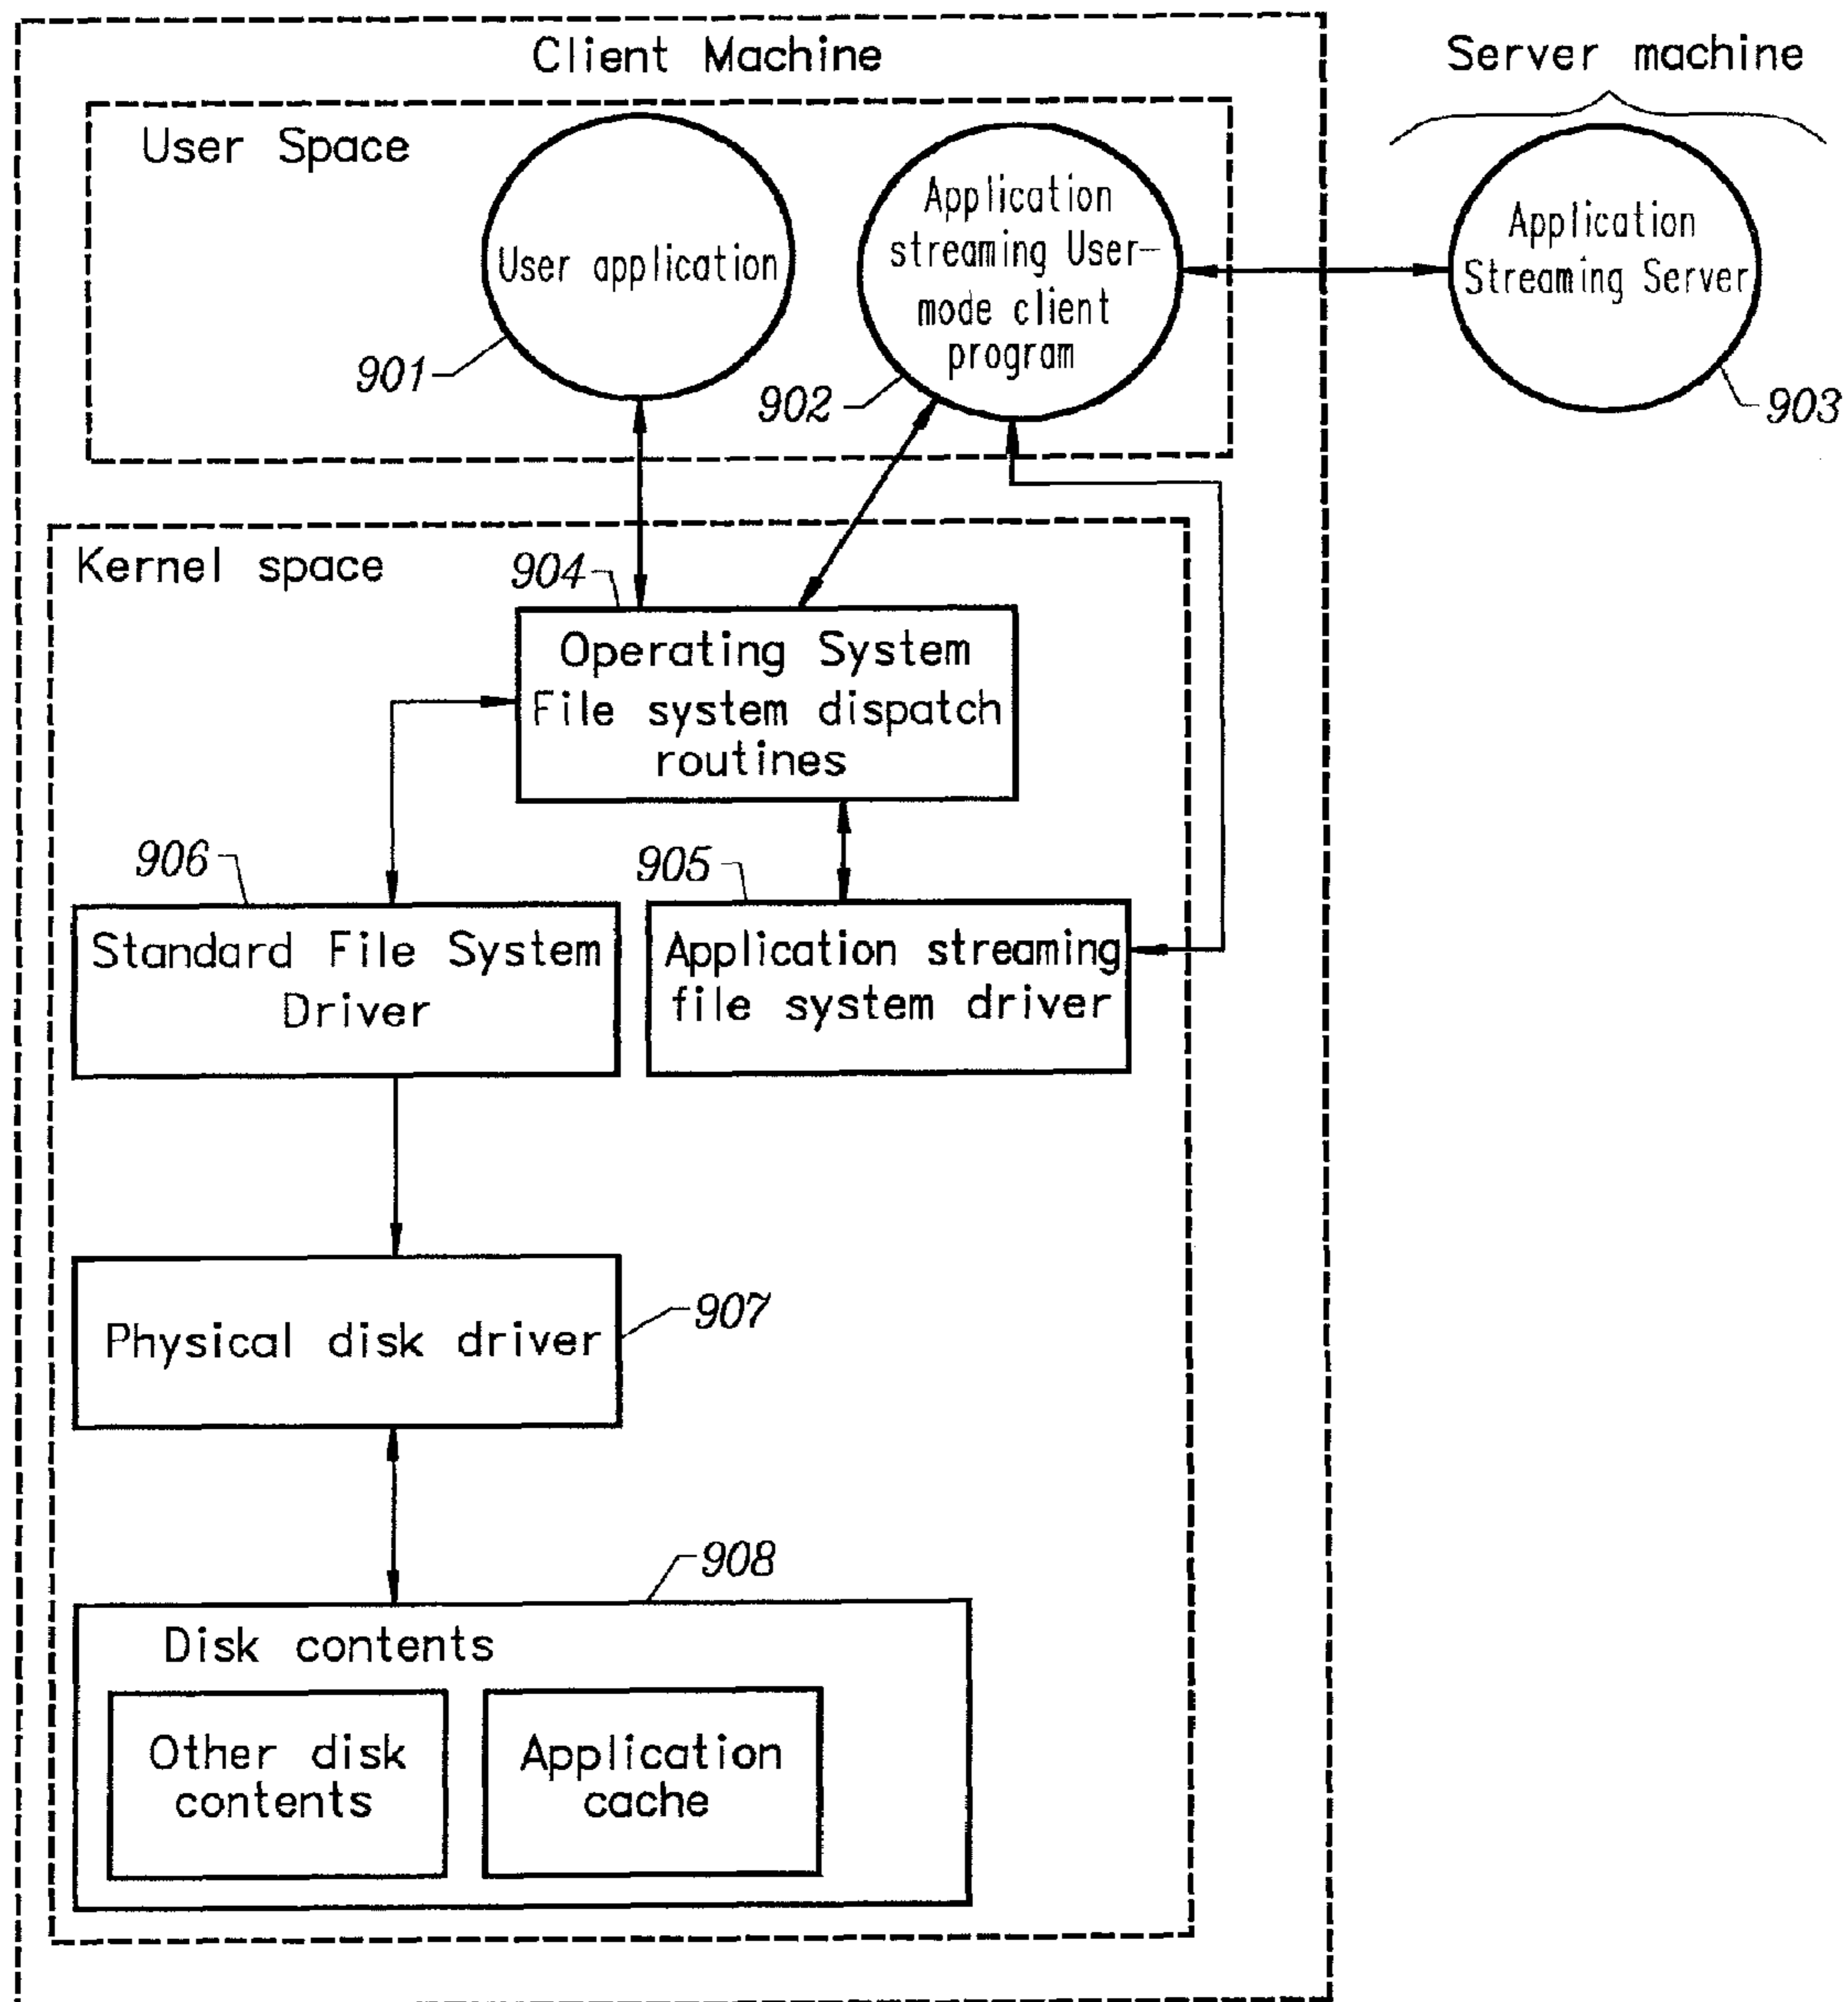 Client Machine
Server machine
User Space
User application
Application
streaming User-
mode client
program
Application
Streaming Server
901
902
903
Kernel space
904
Operating System
File system dispatch
routines
906
905
Standard File System
Driver
Application streaming
file system driver
Physical disk driver
907
908
Disk contents
Other disk
contents
Application
cache